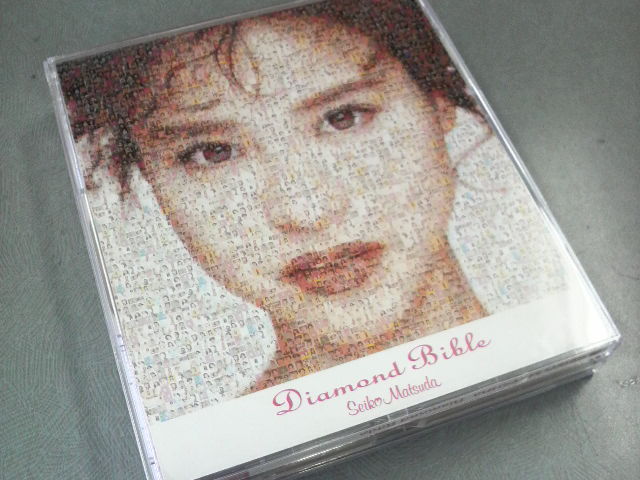 Diamond Bible
Seiko Matsuda